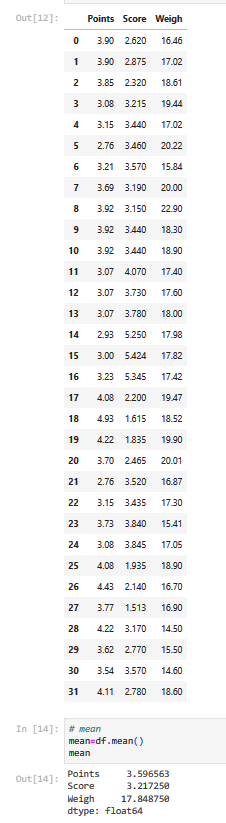 Out[12]:
Points Score Weigh
0 3.90 2.620 16.46
1 3.90 2.875 17.02
2 3.85 2.320 18.61
3 3.08 3.215 19.44
4 3.15 3.440 17.02
5 2.76 3.460 20.22
6 3.21 3.570 15.84
7 3.69 3.190 20.00
8 3.92 3.150 22.90
9 3.92 3.440 18.30
10 3.92 3.440 18.90
11 3.07 4.070 17.40
12 3.07 3.730 17.60
13 3.07 3.780 18.00
14 2.93 5.250 17.98
15 3.00 5.424 17.82
16 3.23 5.345 17.42
17 4.08 2.200 19.47
18 4.93 1.615 18.52
19 4.22 1.835 19.90
20 3.70 2.465 20.01
21 2.76 3.520 16.87
22 3.15 3.435 17.30
23 3.73 3.840 15.41
24 3.08 3.845 17.05
25 4.08 1.935 18.90
26 4.43 2.140 16.70
27 3.77 1.513 16.90
28 4.22 3.170 14.50
29 3.62 2.770 15.50
30 3.54 3.570 14.60
31 4.11 2.780 18.60
In [14]: # mean
mean=df.mean()
mean
Out[14]: Points 3.596563
Score 3.217250
Weigh 17.848750
dtype: float64